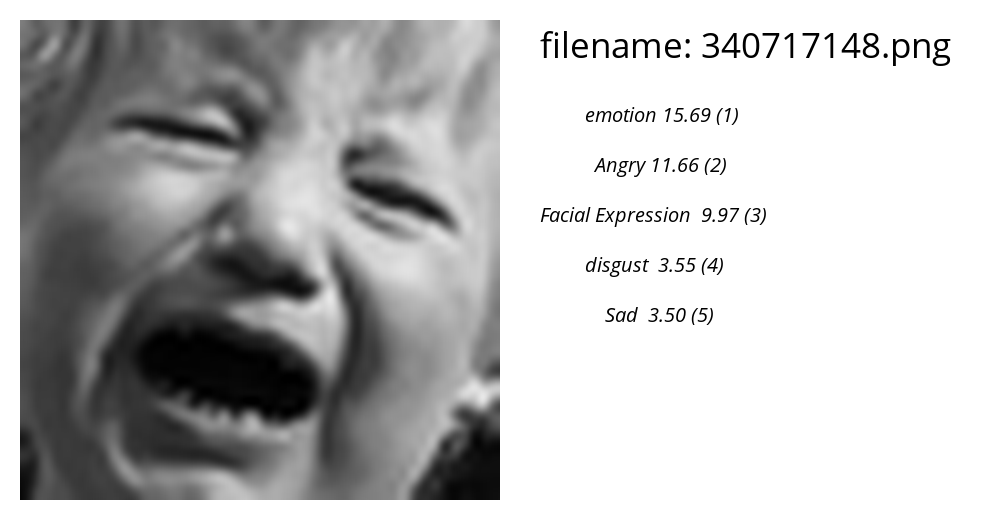 filename: 340717148.png
emotion 15.69 (1)
Angry 11.66 (2)
Facial Expression 9.97 (3)
disgust 3.55 (4)
Sad 3.50 (5)